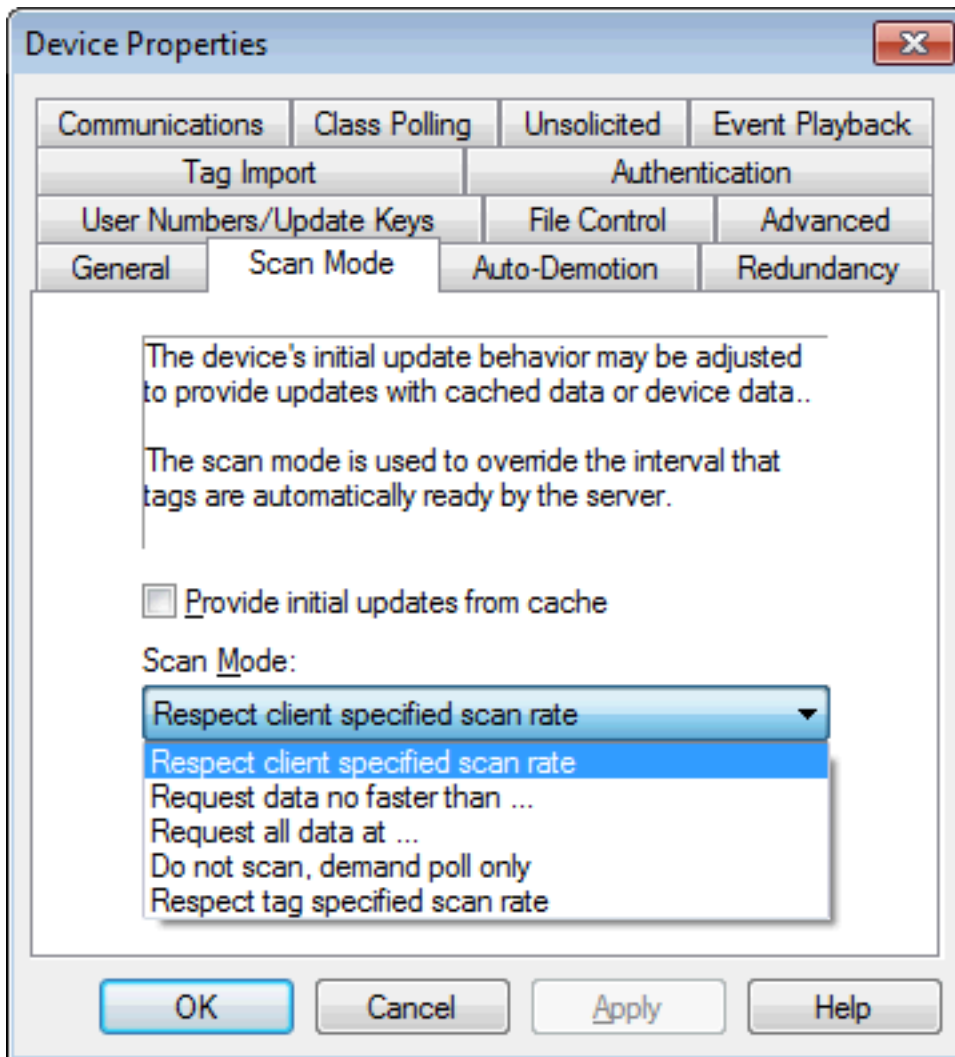 Device Properties
Communications Class Polling Unsolicited Event Playback
Tag Import Authentication
User Numbers/Update Keys File Control Advanced
General Scan Mode Auto-Demotion Redundancy
The device's initial update behavior may be adjusted
to provide updates with cached data or device data..
The scan mode is used to override the interval that
tags are automatically ready by the server.
Provide initial updates from cache
Scan Mode:
Respect client specified scan rate
Respect client specified scan rate
Request data no faster than ...
Request all data at ...
Do not scan, demand poll only
Respect tag specified scan rate
OK Cancel Apply Help